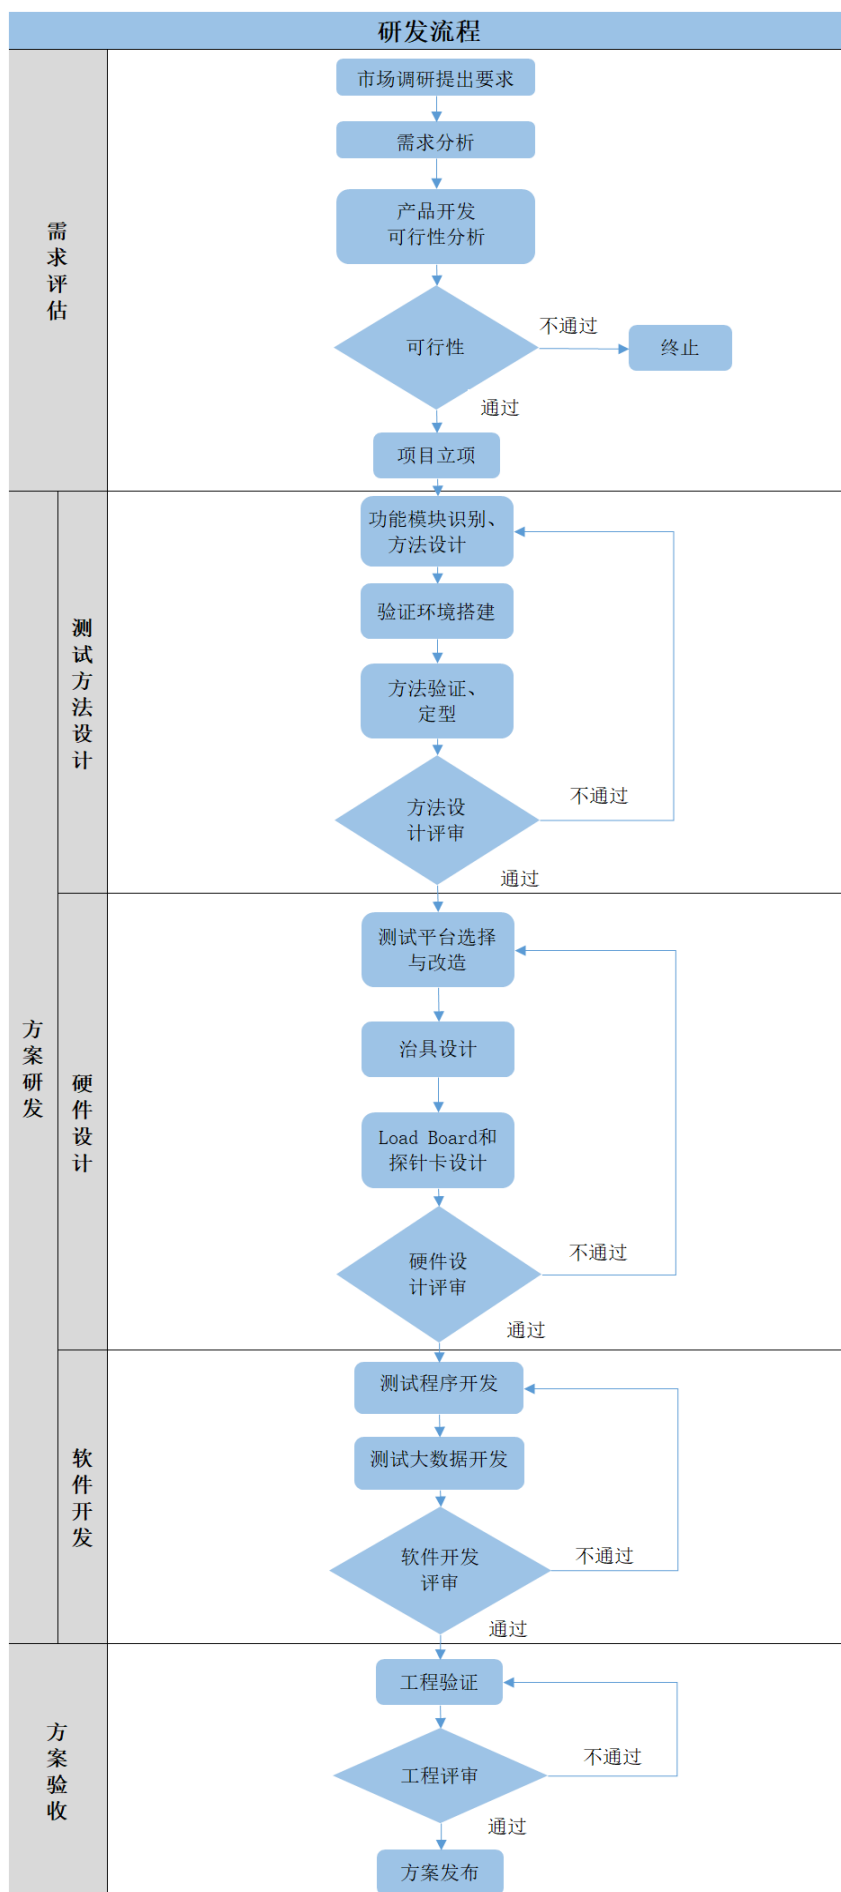 研发流程
需求评估
市场调研提出要求
需求分析
产品开发
可行性分析
可行性
不通过
终止
通过
项目立项
方案研发
测试方法设计
功能模块识别、
方法设计
验证环境搭建
方法验证、
定型
方法设
计评审
不通过
通过
硬件设计
测试平台选择
与改造
治具设计
Load Board和
探针卡设计
硬件设
计评审
不通过
通过
软件开发
测试程序开发
测试大数据开发
软件开发
评审
不通过
通过
方案验收
工程验证
工程评审
不通过
通过
方案发布